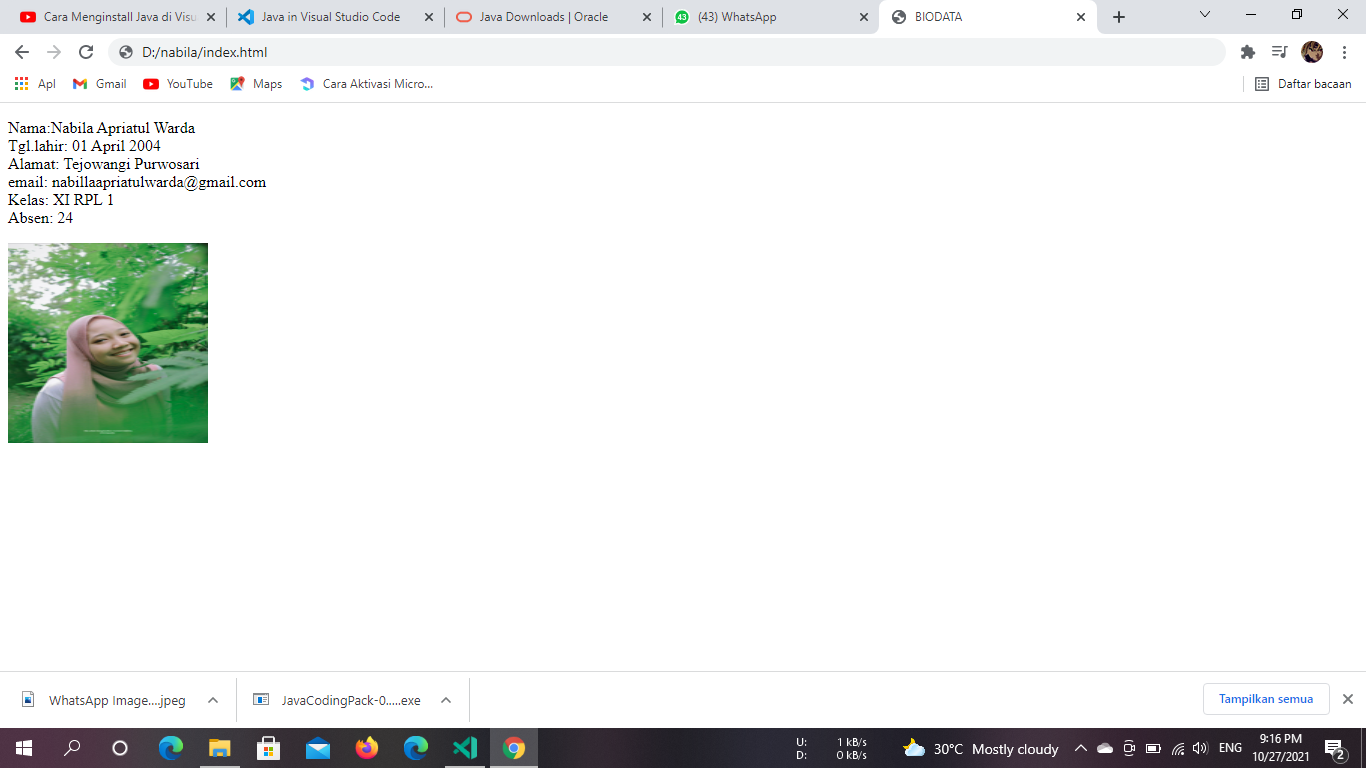 Cara Menginstall Java di Visu
Java in Visual Studio Code
Java Downloads | Oracle
43
(43) WhatsApp
BIODATA
D:/nabila/index.html
Apl
Gmail
YouTube
Maps
Cara Aktivasi Micro...
Daftar bacaan
Nama:Nabila Apriatul Warda
Tgl.lahir: 01 April 2004
Alamat: Tejowangi Purwosari
email: nabillaapriatulwarda@gmail.com
Kelas: XI RPL 1
Absen: 24
WhatsApp Image....jpeg
JavaCodingPack-0.....exe
Tampilkan semua
U: 1 kB/s
D: 0 kB/s
30°C Mostly cloudy
ENG
9:16 PM
10/27/2021
2